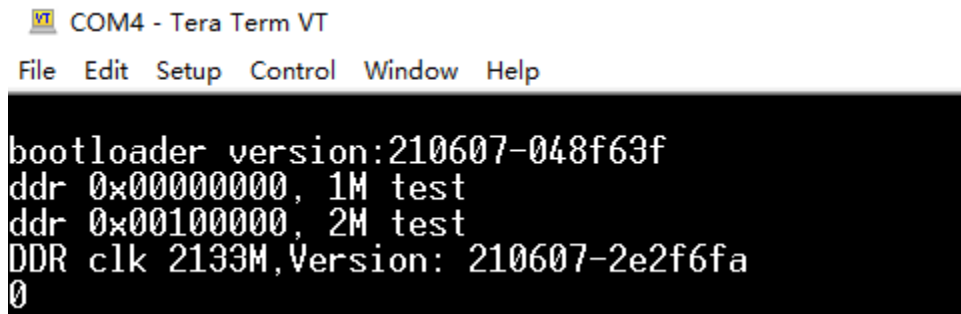 VT COM4 - Tera Term VT
File Edit Setup Control Window Help
bootloader version:210607-048f63f
ddr 0x00000000, 1M test
ddr 0x00100000, 2M test
DDR clk 2133M,Version: 210607-2e2f6fa
0